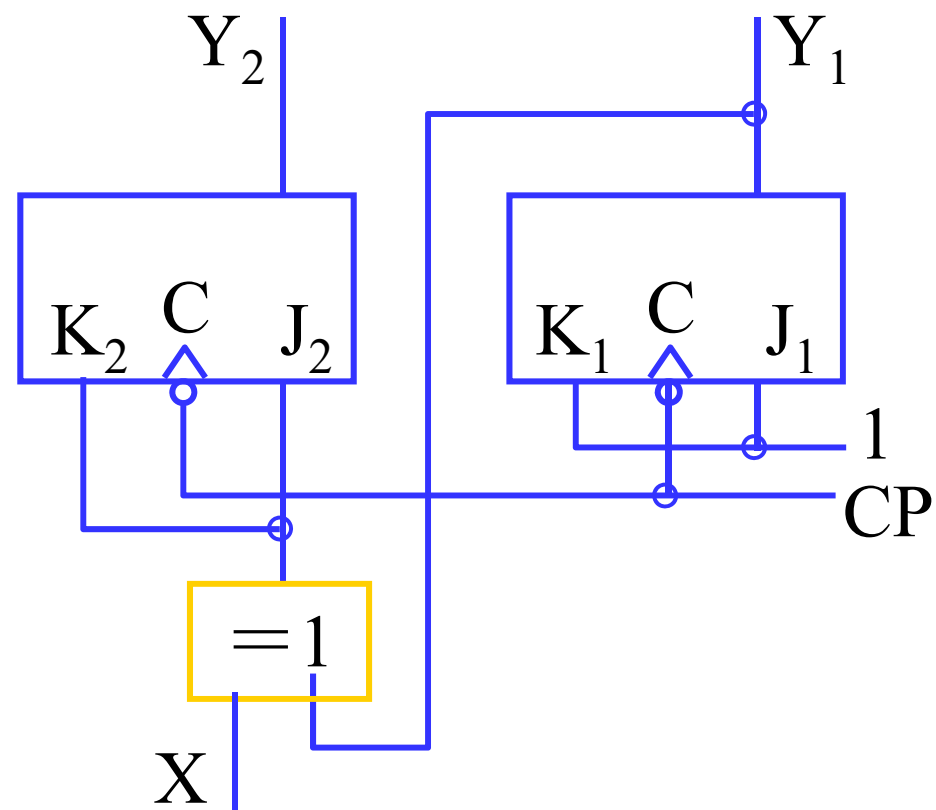 Y₂
Y₁
K₂ C J₂
K₁ C J₁
1
CP
=1
X